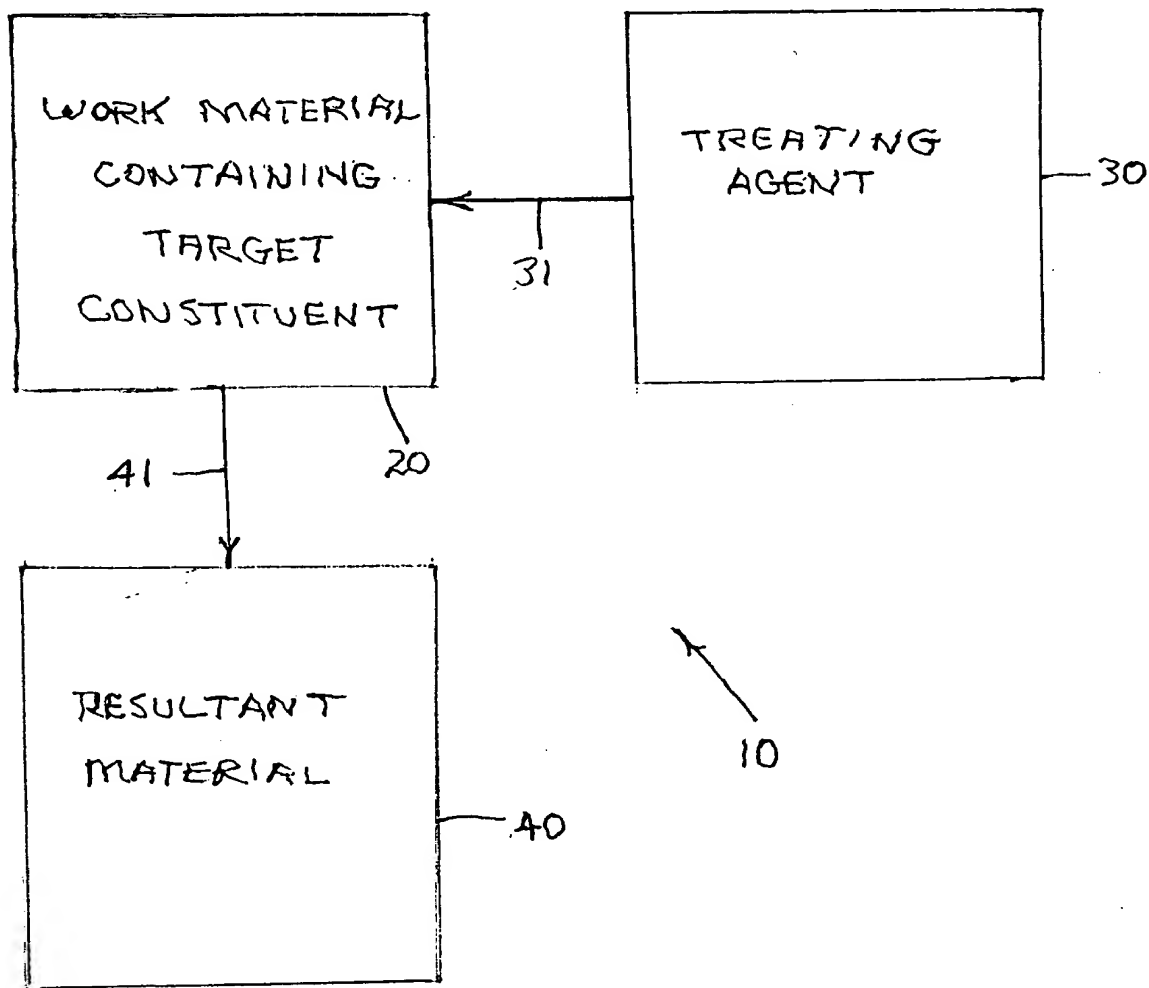 WORK MATERIAL
CONTAINING
TARGET
CONSTITUENT
TREATING
AGENT
30
31
41
20
RESULTANT
MATERIAL
10
40